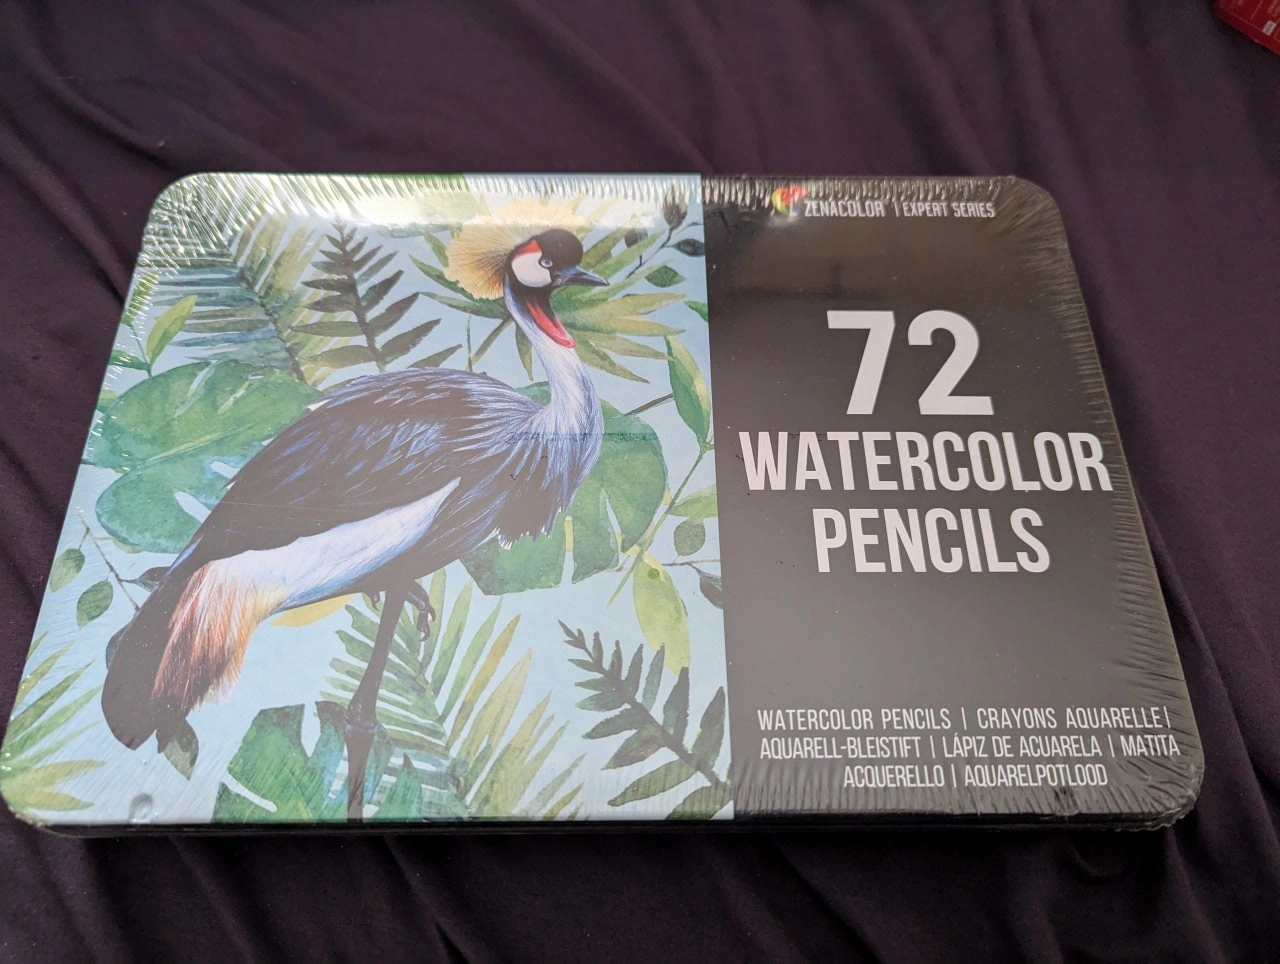 ZENACOLOR | EXPERT SERIES
72
WATERCOLOR
PENCILS
WATERCOLOR PENCILS | CRAYONS AQUARELLE|
AQUARELL-BLEISTIFT | LÁPIZ DE ACUARELA | MATITA
ACQUERELLO | AQUARELPOTLOOD